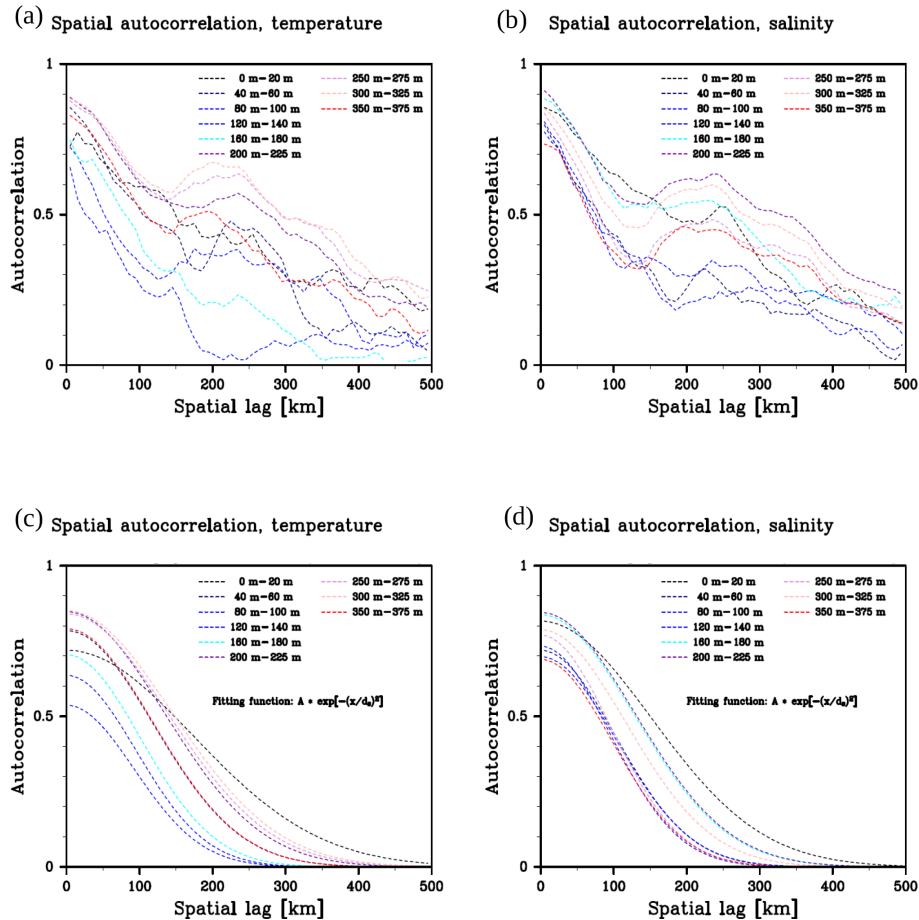 (a) Spatial autocorrelation, temperature
(b) Spatial autocorrelation, salinity
1
0 m−20 m
40 m−60 m
80 m−100 m
120 m−140 m
160 m−180 m
200 m−225 m
250 m−275 m
300 m−325 m
350 m−375 m
Autocorrelation
0.5
0
0 100 200 300 400 500
Spatial lag [km]
1
0 m−20 m
40 m−60 m
80 m−100 m
120 m−140 m
160 m−180 m
200 m−225 m
250 m−275 m
300 m−325 m
350 m−375 m
Autocorrelation
0.5
0
0 100 200 300 400 500
Spatial lag [km]
(c) Spatial autocorrelation, temperature
(d) Spatial autocorrelation, salinity
1
0 m−20 m
40 m−60 m
80 m−100 m
120 m−140 m
160 m−180 m
200 m−225 m
250 m−275 m
300 m−325 m
350 m−375 m
Fitting function: A * exp[−(x/dₑ)²]
Autocorrelation
0.5
0
0 100 200 300 400 500
Spatial lag [km]
1
0 m−20 m
40 m−60 m
80 m−100 m
120 m−140 m
160 m−180 m
200 m−225 m
250 m−275 m
300 m−325 m
350 m−375 m
Fitting function: A * exp[−(x/dₑ)²]
Autocorrelation
0.5
0
0 100 200 300 400 500
Spatial lag [km]